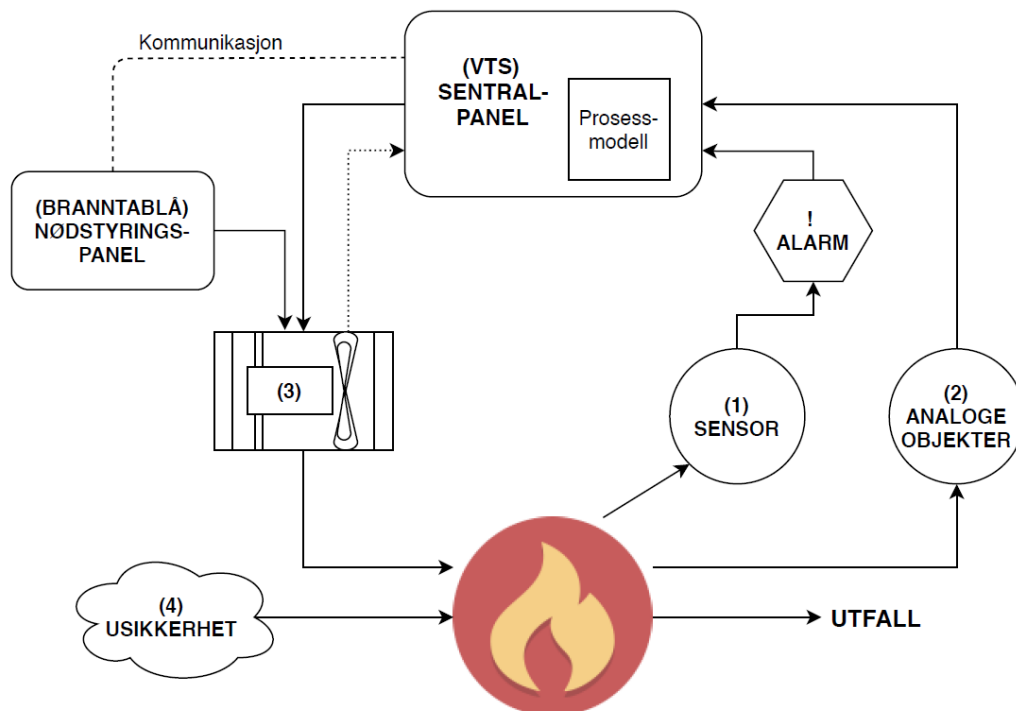 Kommunikasjon
(VTS)
SENTRAL-
PANEL
Prosess-
modell
(BRANNTABLÅ)
NØDSTYRINGS-
PANEL
!
ALARM
(3)
(1)
SENSOR
(2)
ANALOGE
OBJEKTER
(4)
USIKKERHET
UTFALL